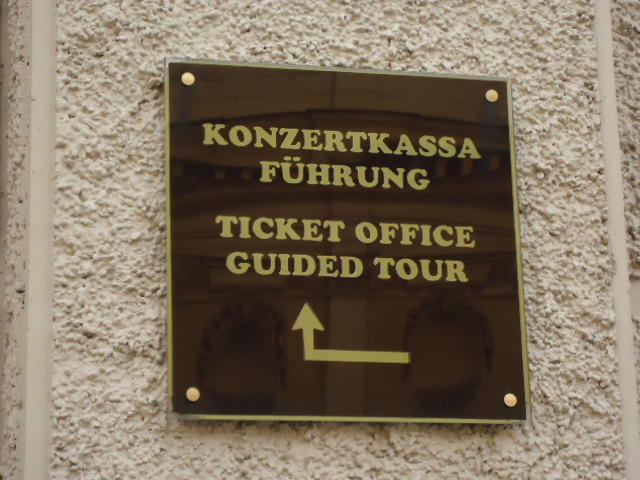 KONZERTKASSA
FÜHRUNG
TICKET OFFICE
GUIDED TOUR